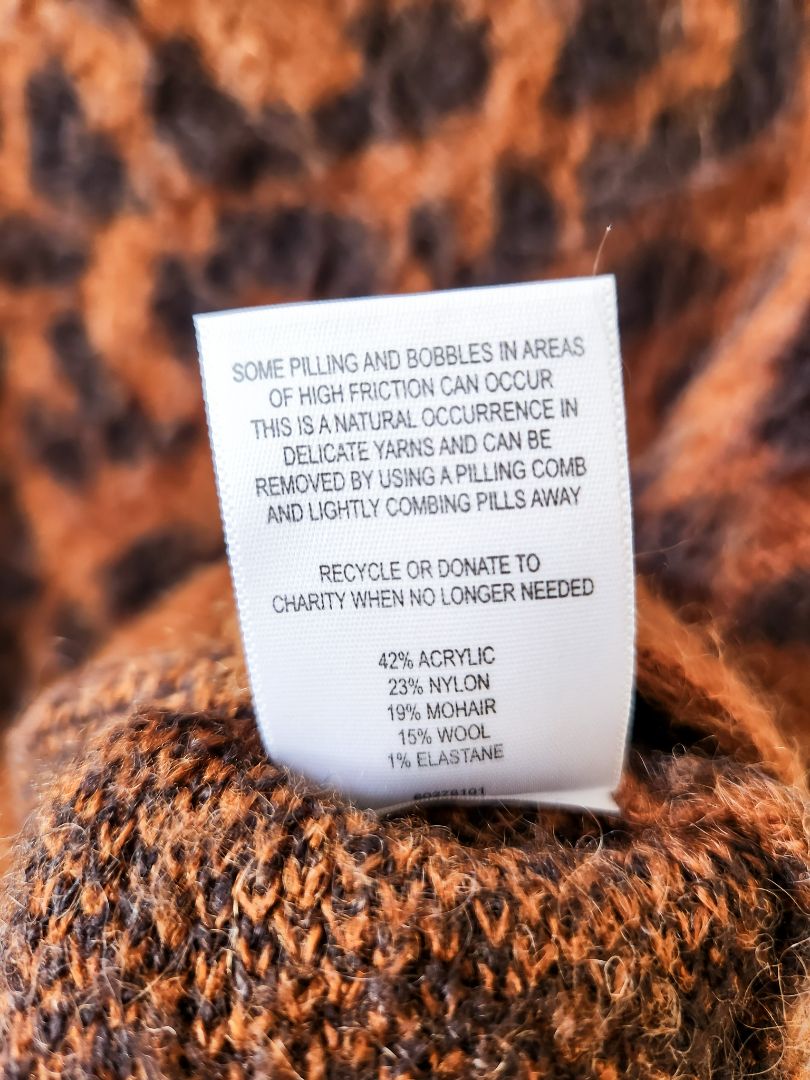 SOME PILLING AND BOBBLES IN AREAS
OF HIGH FRICTION CAN OCCUR
THIS IS A NATURAL OCCURRENCE IN
DELICATE YARNS AND CAN BE
REMOVED BY USING A PILLING COMB
AND LIGHTLY COMBING PILLS AWAY
RECYCLE OR DONATE TO
CHARITY WHEN NO LONGER NEEDED
42% ACRYLIC
23% NYLON
19% MOHAIR
15% WOOL
1% ELASTANE